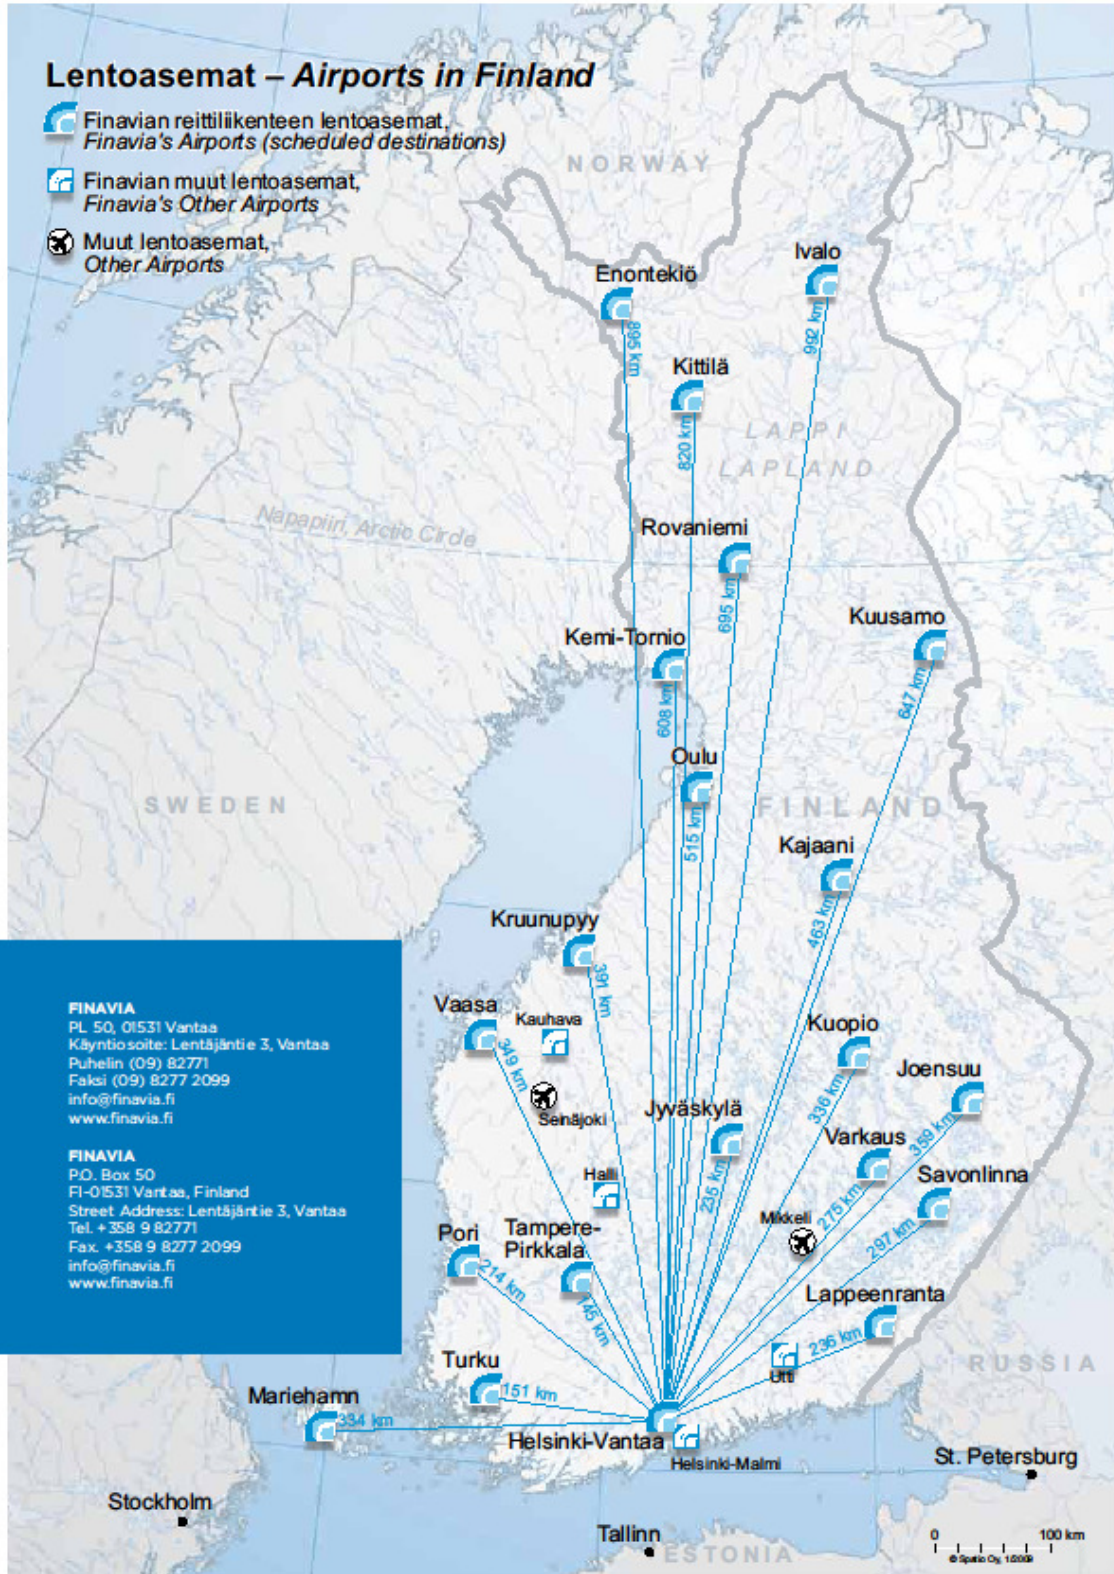 Lentoasemat – Airports in Finland
Finavian reittiliikenteen lentoasemat,
Finavia's Airports (scheduled destinations)
Finavian muut lentoasemat,
Finavia's Other Airports
Muut lentoasemat,
Other Airports
NORWAY
Ivalo
992 km
Enontekiö
895 km
Kittilä
820 km
LAPPI
LAPLAND
Napapiiri, Arctic Circle
Rovaniemi
695 km
Kuusamo
647 km
Kemi-Tornio
608 km
Oulu
515 km
SWEDEN
FINLAND
Kajaani
463 km
Kruunupyy
391 km
Vaasa
349 km
Kauhava
Seinäjoki
Kuopio
336 km
Joensuu
359 km
Jyväskylä
235 km
Varkaus
275 km
Savonlinna
297 km
Halli
Mikkeli
Pori
214 km
Tampere-
Pirkkala
145 km
Lappeenranta
236 km
Utti
RUSSIA
Turku
151 km
Mariehamn
334 km
Helsinki-Vantaa
Helsinki-Malmi
St. Petersburg
Stockholm
Tallinn
ESTONIA
0 100 km
© Spatio Oy, 1/2009
FINAVIA
PL 50, 01531 Vantaa
Käyntiosoite: Lentäjäntie 3, Vantaa
Puhelin (09) 82771
Faksi (09) 8277 2099
info@finavia.fi
www.finavia.fi
FINAVIA
P.O. Box 50
FI-01531 Vantaa, Finland
Street Address: Lentäjäntie 3, Vantaa
Tel. +358 9 82771
Fax. +358 9 8277 2099
info@finavia.fi
www.finavia.fi